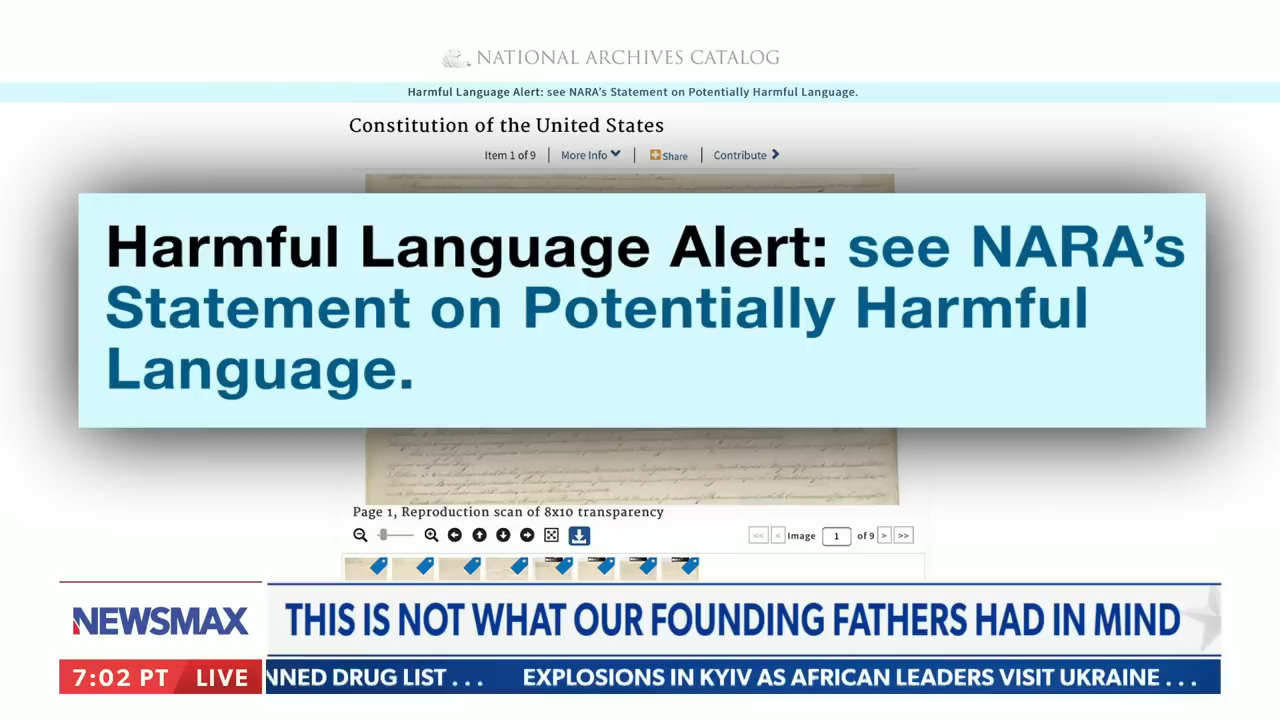 NATIONAL ARCHIVES CATALOG
Harmful Language Alert: see NARA's Statement on Potentially Harmful Language.
Constitution of the United States
Item 1 of 9 | More Info | Share | Contribute
Harmful Language Alert: see NARA's
Statement on Potentially Harmful
Language.
Page 1, Reproduction scan of 8x10 transparency
<< < Image 1 of 9 > >>
NEWSMAX
THIS IS NOT WHAT OUR FOUNDING FATHERS HAD IN MIND
7:02 PT LIVE
NNED DRUG LIST . . . EXPLOSIONS IN KYIV AS AFRICAN LEADERS VISIT UKRAINE . . .